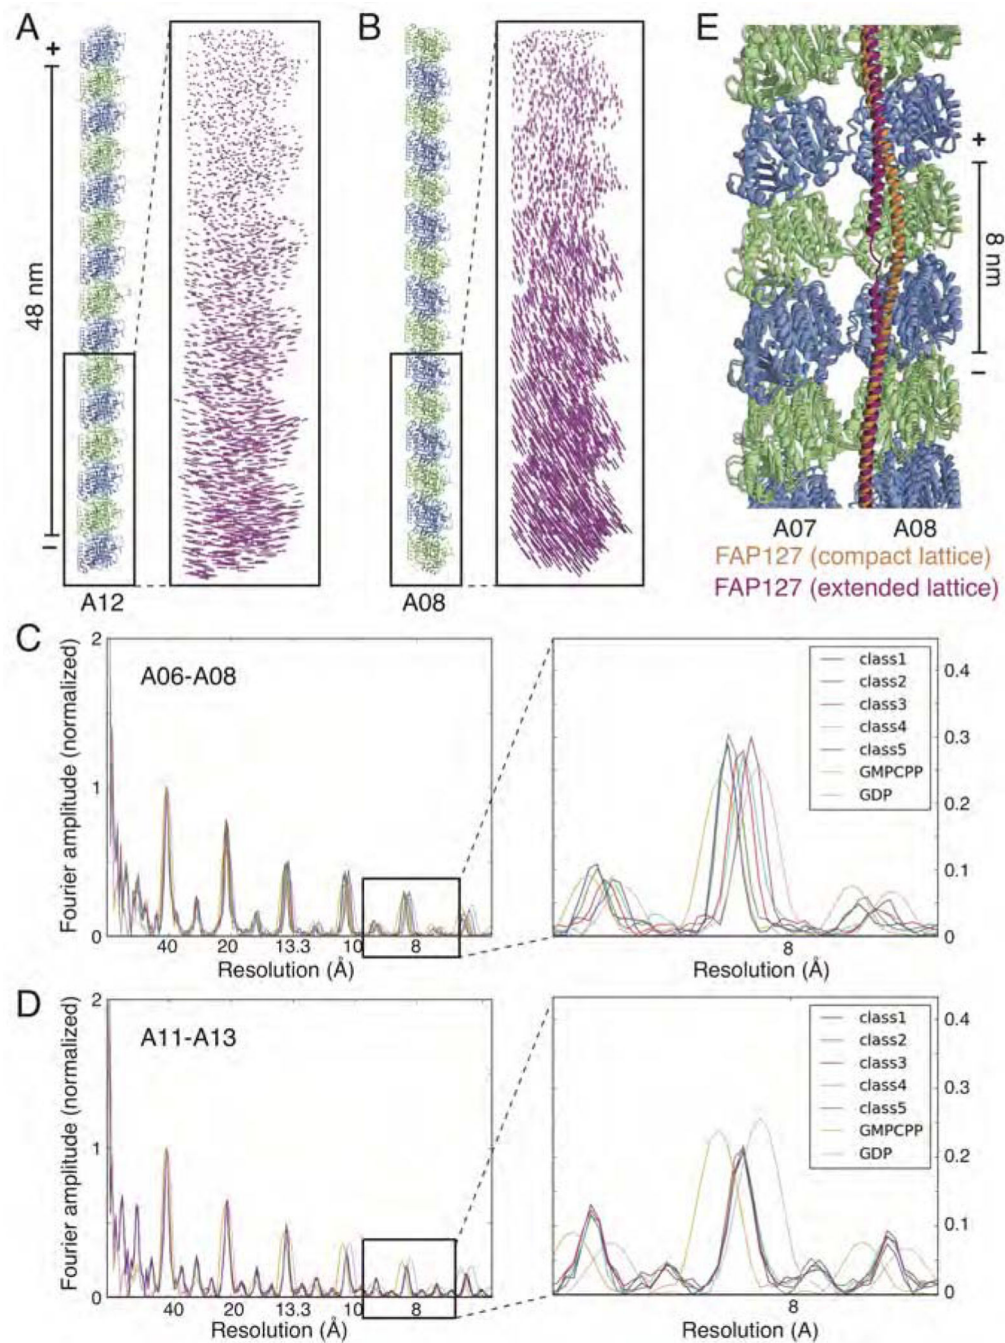 A
B
E
+
48 nm
−
A12
A08
+
8 nm
−
A07
A08
FAP127 (compact lattice)
FAP127 (extended lattice)
C
Fourier amplitude (normalized)
2
1
0
A06-A08
40
20
13.3
10
8
Resolution (Å)
class1
class2
class3
class4
class5
GMPCPP
GDP
0.4
0.3
0.2
0.1
0
8
Resolution (Å)
D
Fourier amplitude (normalized)
2
1
0
A11-A13
40
20
13.3
10
8
Resolution (Å)
class1
class2
class3
class4
class5
GMPCPP
GDP
0.4
0.3
0.2
0.1
0
8
Resolution (A)